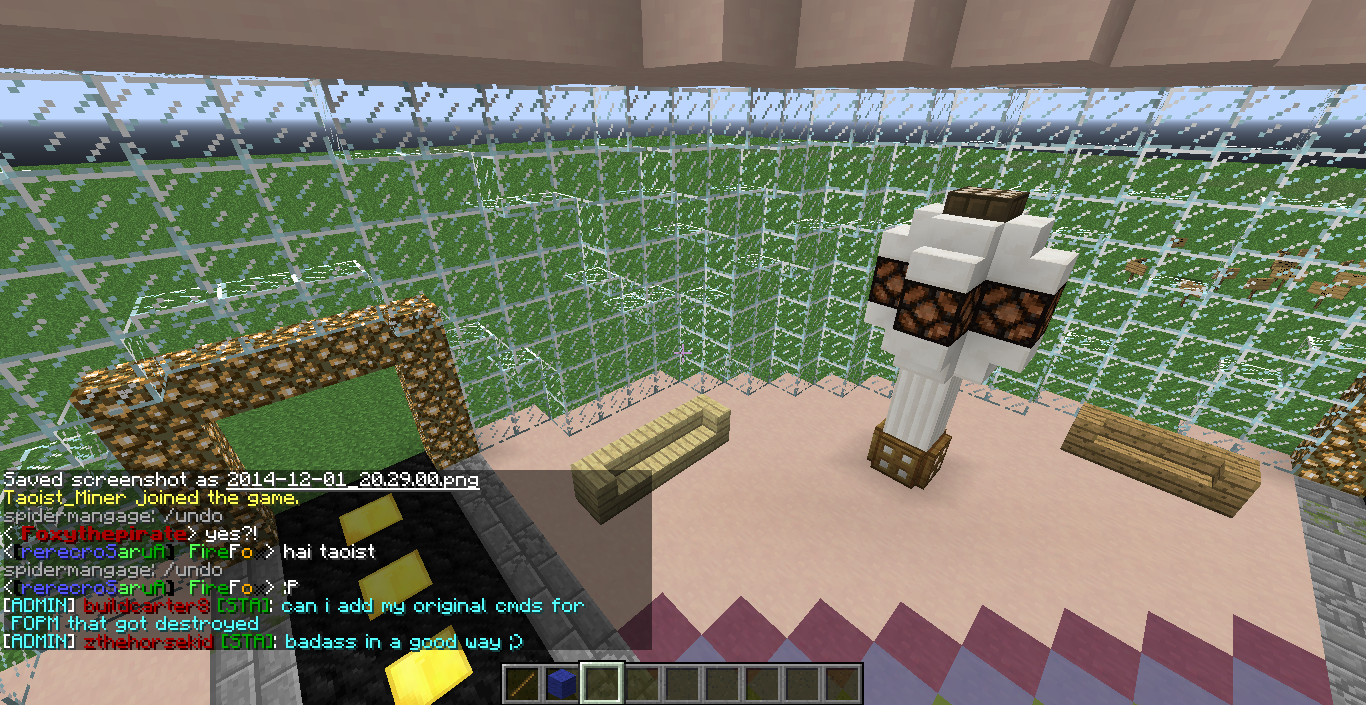 Saved screenshot as 2014-12-01_20.29.00.png
Taoist_Miner joined the game.
spidermangage: /undo
< Foxythepirate> yes?!
<[rerecroSaruA] FireFox> hai taoist
spidermangage: /undo
<[rerecroSaruA] FireFox> :P
[ADMIN] buildcarter8 [STA]: can i add my original cmds for
FOPM that got destroyed
[ADMIN] zthehorsekid [STA]: badass in a good way ;)